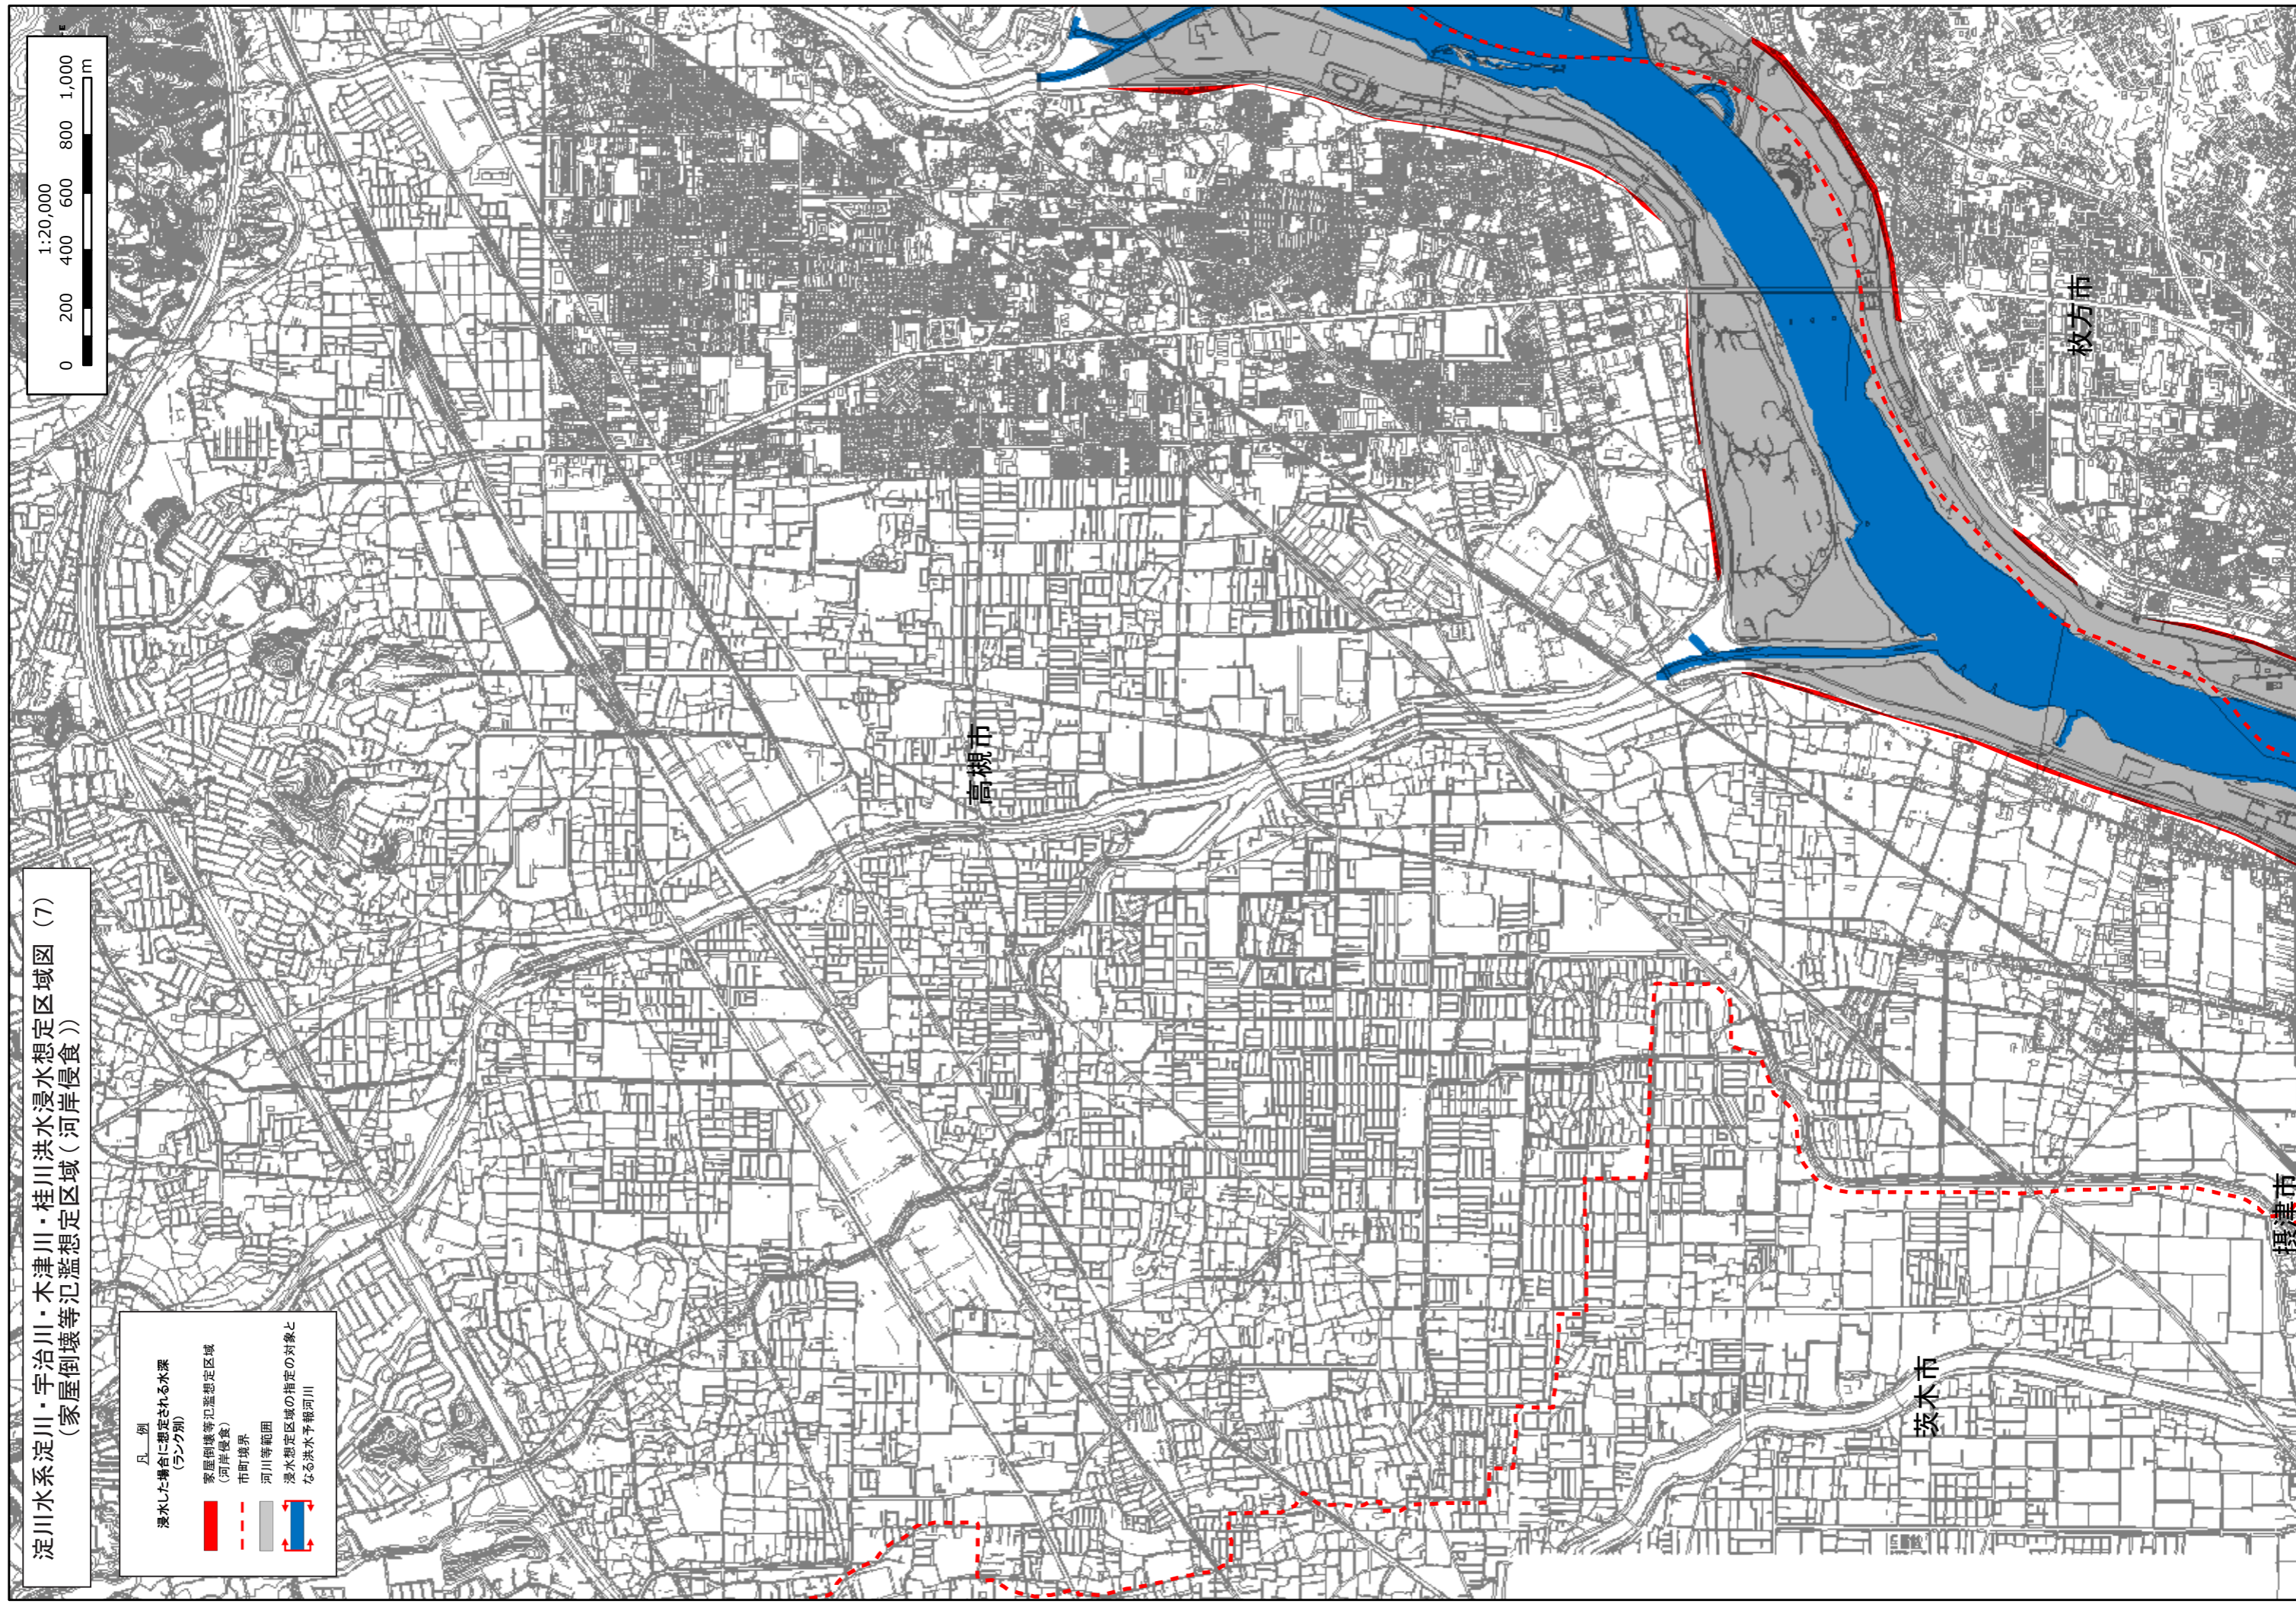 淀川水系淀川・宇治川・木津川・桂川洪水浸水想定区域図（7）
（家屋倒壊等氾濫想定区域（河岸侵食））
凡　例
浸水した場合に想定される水深
（ランク別）
家屋倒壊等氾濫想定区域
（河岸侵食）
市町境界
河川等範囲
浸水想定区域の指定の対象と
なる洪水予報河川
1:20,000
0 200 400 600 800 1,000
m
高槻市
枚方市
茨木市
摂津市